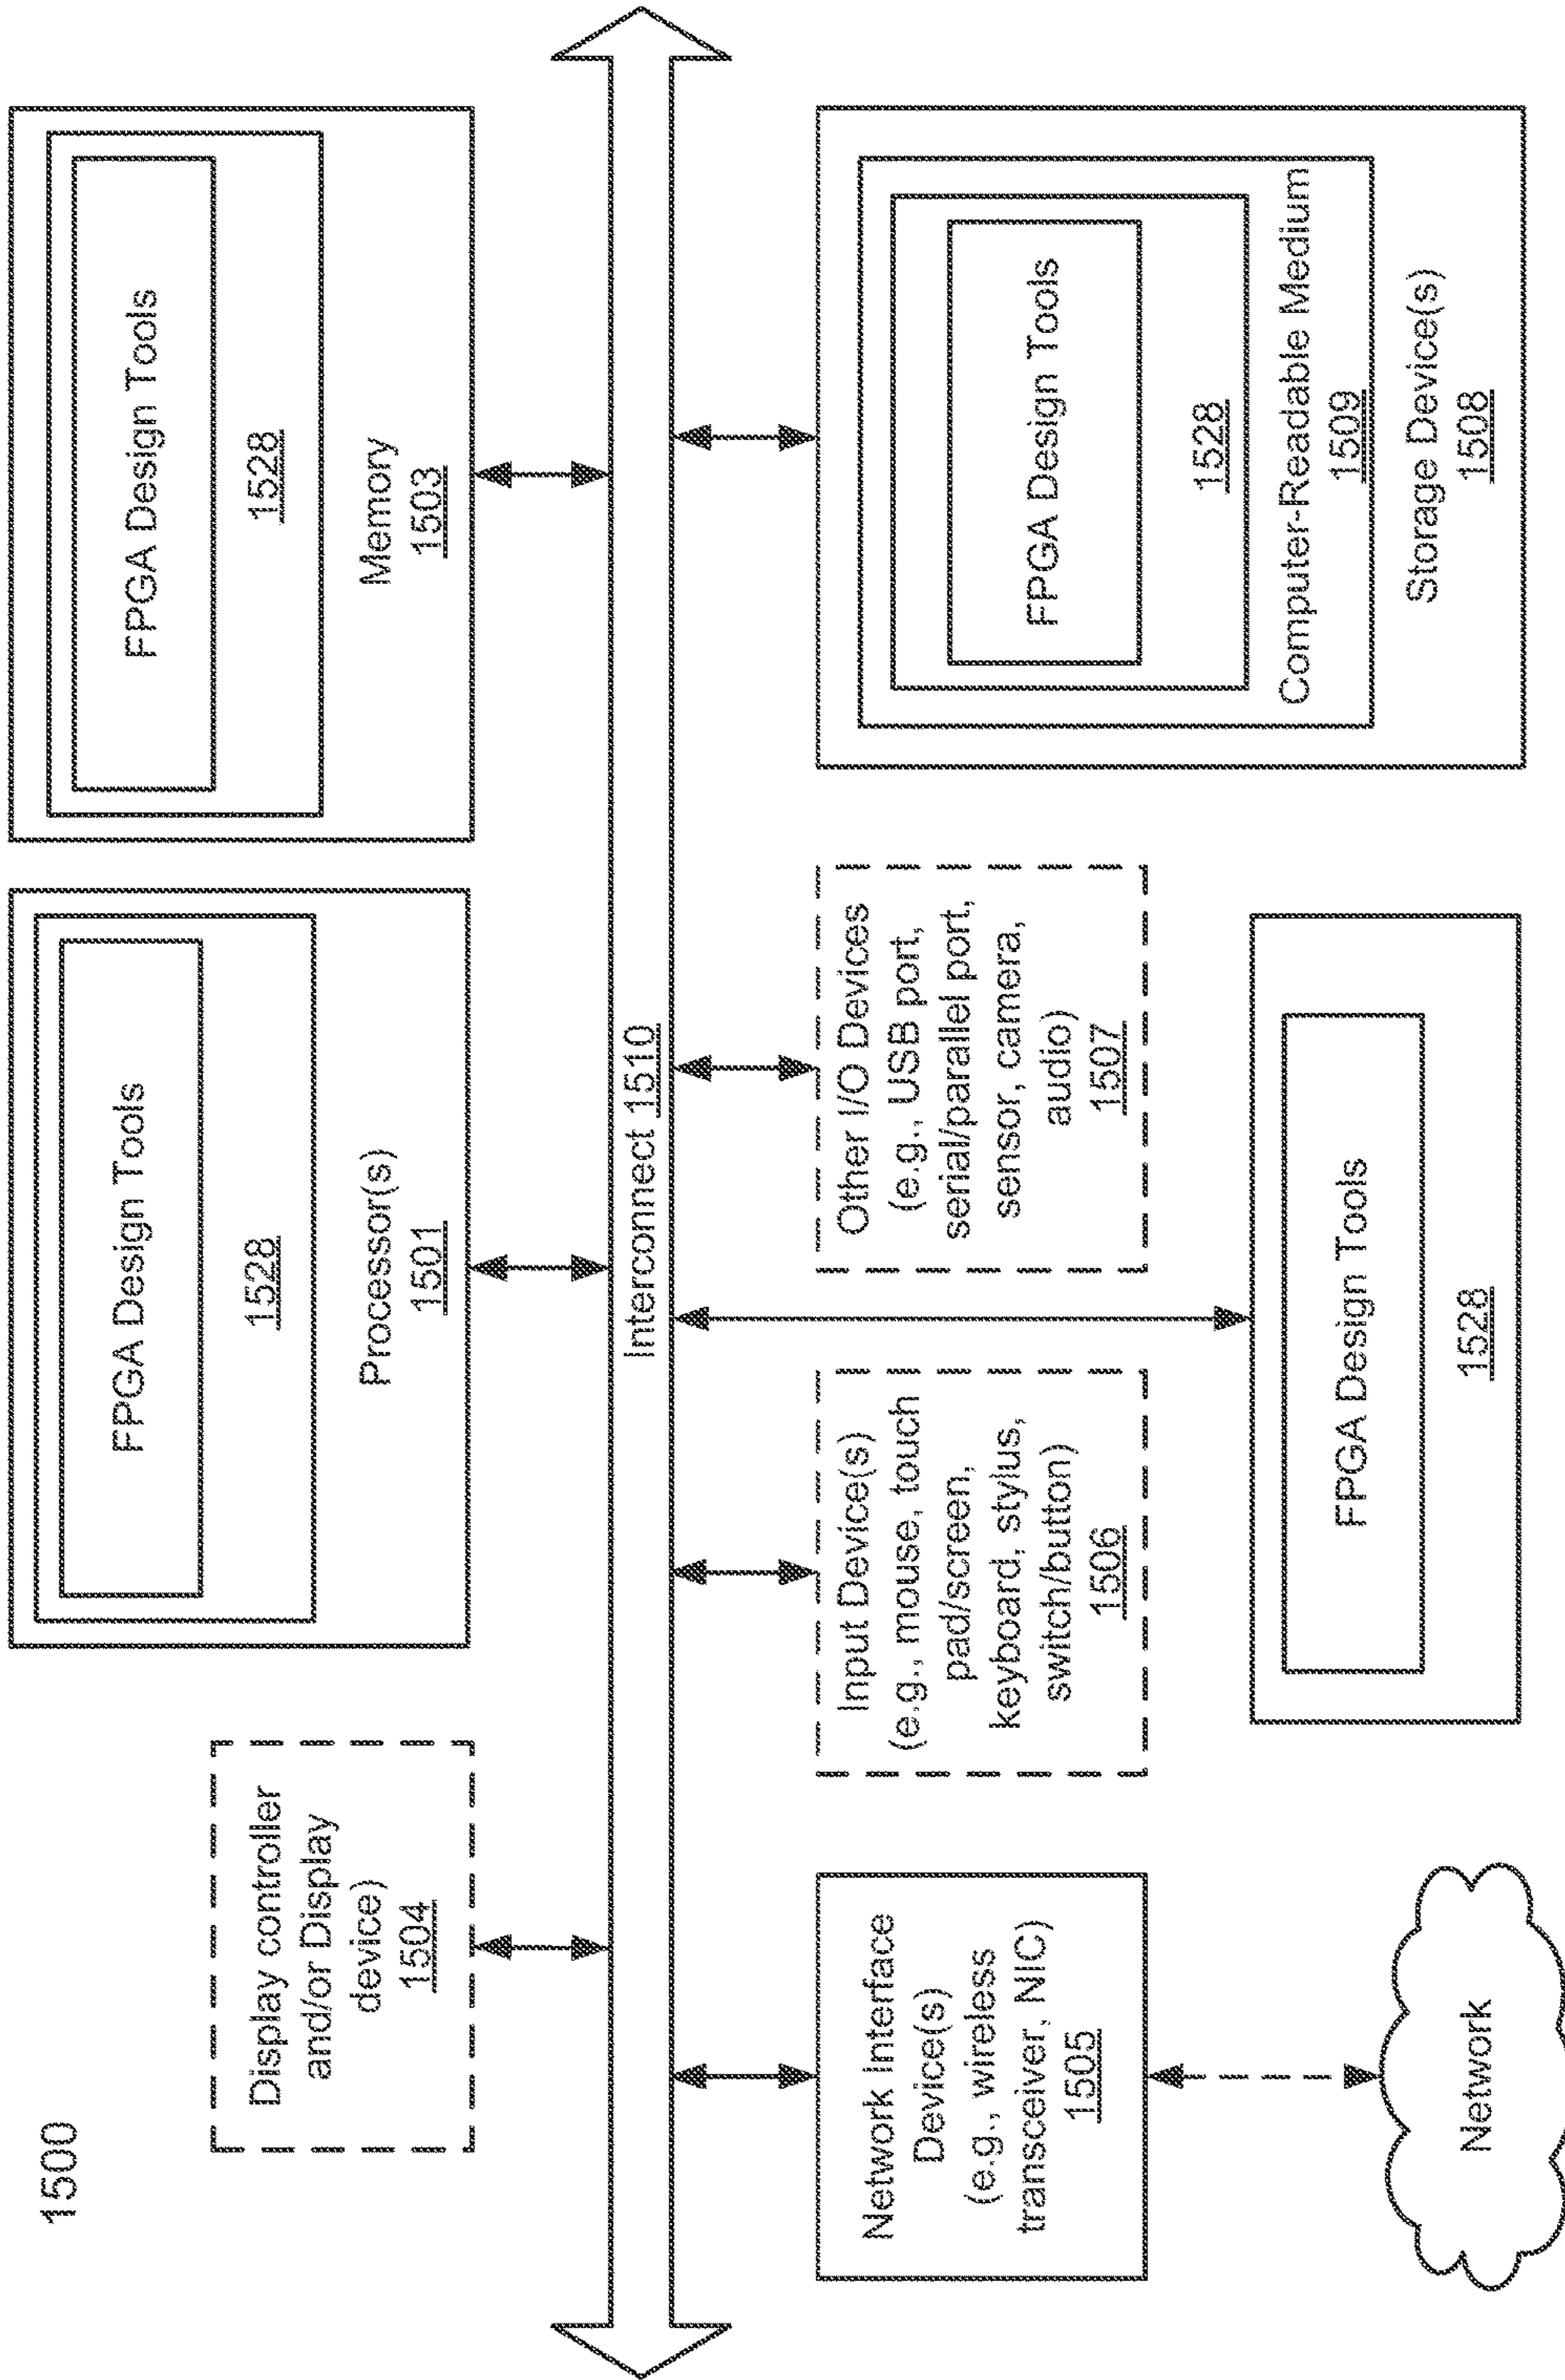 1500
Display controller
and/or Display
device)
1504
FPGA Design Tools
1528
Processor(s)
1501
FPGA Design Tools
1528
Memory
1503
Interconnect 1510
Network Interface
Device(s)
(e.g., wireless
transceiver, NIC)
1505
Input Device(s)
(e.g., mouse, touch
pad/screen,
keyboard, stylus,
switch/button)
1506
Other I/O Devices
(e.g., USB port,
serial/parallel port,
sensor, camera,
audio)
1507
FPGA Design Tools
1528
Computer-Readable Medium
1509
Storage Device(s)
1508
Network
FPGA Design Tools
1528